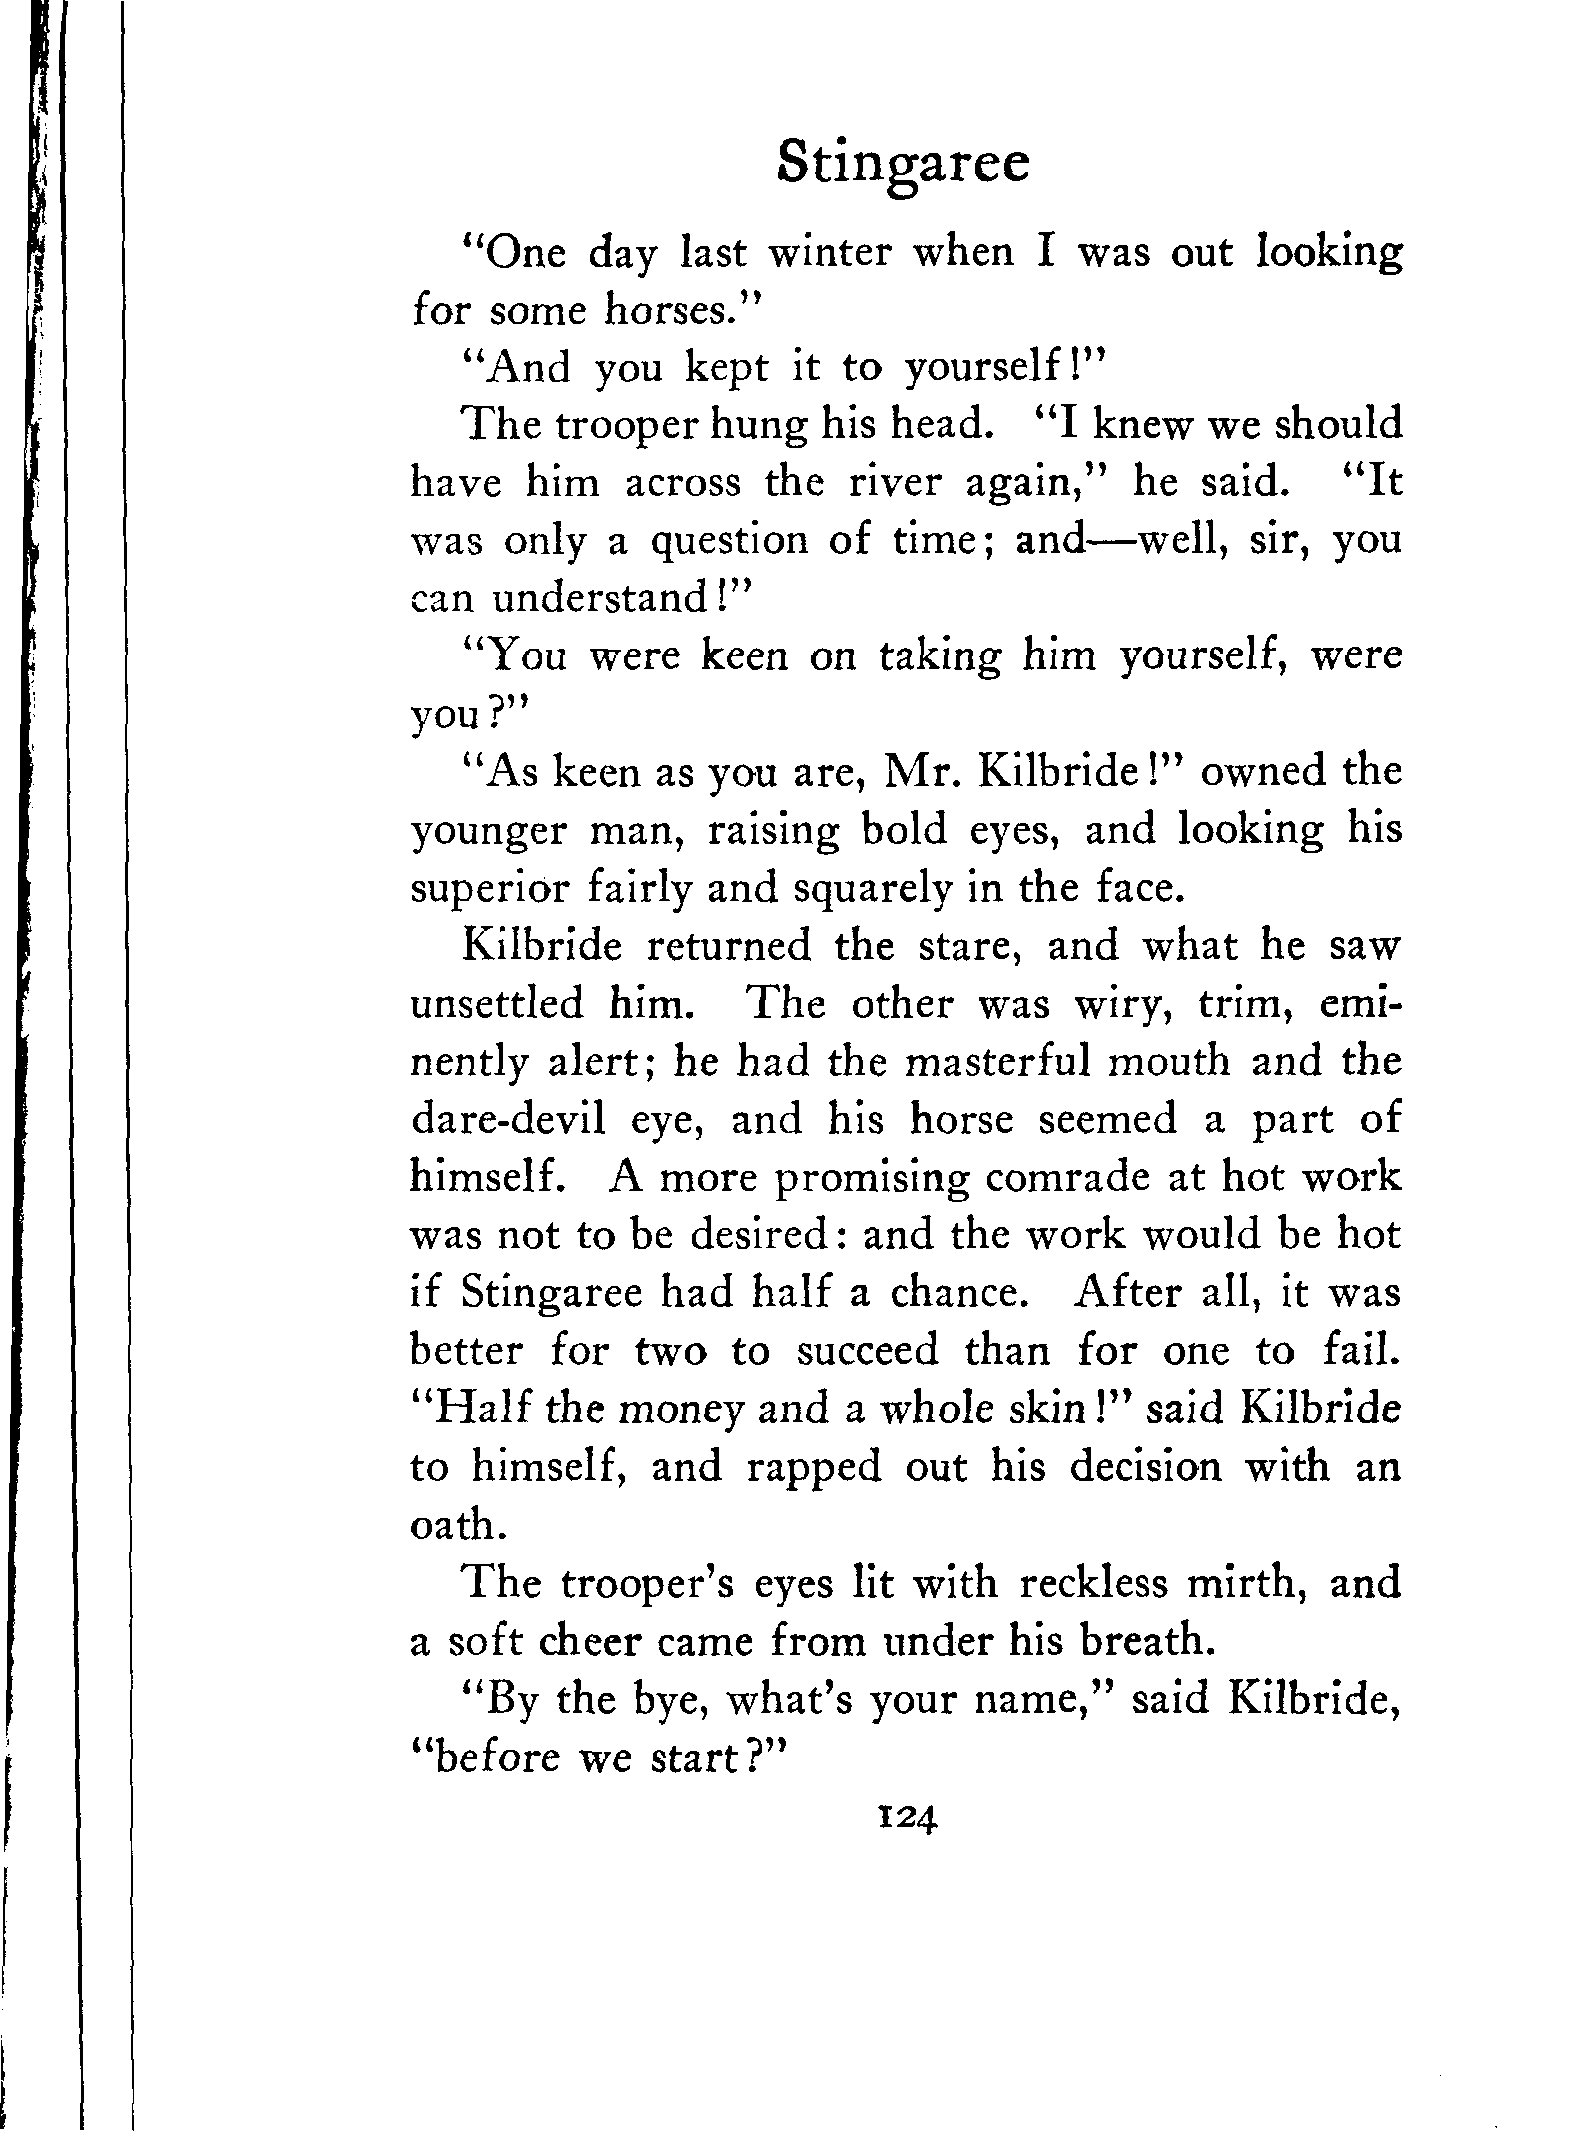 Stingaree
“One day last winter when I was out looking
for some horses.”
“And you kept it to yourself!”
The trooper hung his head. “I knew we should
have him across the river again,” he said. “It
was only a question of time; and—well, sir, you
can understand!”
“You were keen on taking him yourself, were
you?”
“As keen as you are, Mr. Kilbride!” owned the
younger man, raising bold eyes, and looking his
superior fairly and squarely in the face.
Kilbride returned the stare, and what he saw
unsettled him. The other was wiry, trim, emi-
nently alert; he had the masterful mouth and the
dare-devil eye, and his horse seemed a part of
himself. A more promising comrade at hot work
was not to be desired: and the work would be hot
if Stingaree had half a chance. After all, it was
better for two to succeed than for one to fail.
“Half the money and a whole skin!” said Kilbride
to himself, and rapped out his decision with an
oath.
The trooper’s eyes lit with reckless mirth, and
a soft cheer came from under his breath.
“By the bye, what’s your name,” said Kilbride,
“before we start?”
124